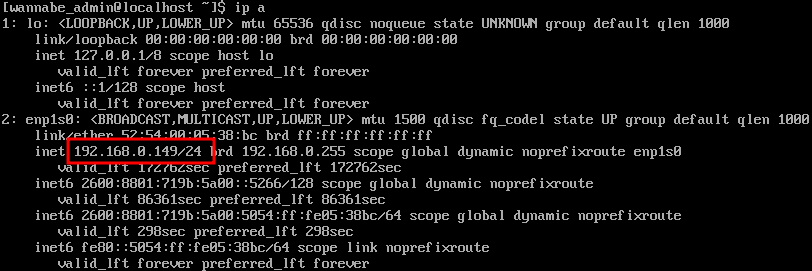 [wannabe_admin@localhost ~]$ ip a
1: lo: <LOOPBACK,UP,LOWER_UP> mtu 65536 qdisc noqueue state UNKNOWN group default qlen 1000
    link/loopback 00:00:00:00:00:00 brd 00:00:00:00:00:00
    inet 127.0.0.1/8 scope host lo
       valid_lft forever preferred_lft forever
    inet6 ::1/128 scope host
       valid_lft forever preferred_lft forever
2: enp1s0: <BROADCAST,MULTICAST,UP,LOWER_UP> mtu 1500 qdisc fq_codel state UP group default qlen 1000
    link/ether 52:54:00:05:38:bc brd ff:ff:ff:ff:ff:ff
    inet 192.168.0.149/24 brd 192.168.0.255 scope global dynamic noprefixroute enp1s0
       valid_lft 172762sec preferred_lft 172762sec
    inet6 2600:8801:719b:5a00::5266/128 scope global dynamic noprefixroute
       valid_lft 86361sec preferred_lft 86361sec
    inet6 2600:8801:719b:5a00:5054:ff:fe05:38bc/64 scope global dynamic noprefixroute
       valid_lft 298sec preferred_lft 298sec
    inet6 fe80::5054:ff:fe05:38bc/64 scope link noprefixroute
       valid_lft forever preferred_lft forever